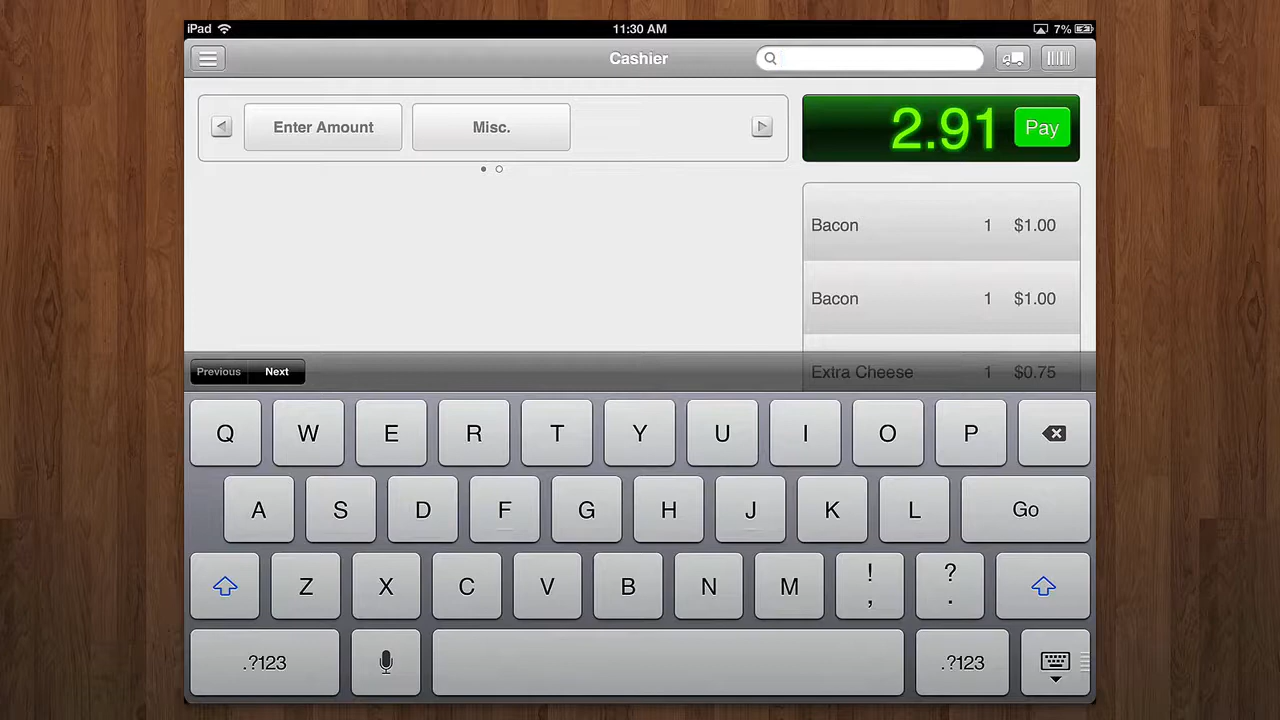 iPad 11:30 AM 7%
Cashier
Enter Amount Misc. 2.91 Pay
Bacon 1 $1.00
Bacon 1 $1.00
Extra Cheese 1 $0.75
Previous Next
Q W E R T Y U I O P
A S D F G H J K L Go
Z X C V B N M ! , ? .
.?123 .?123